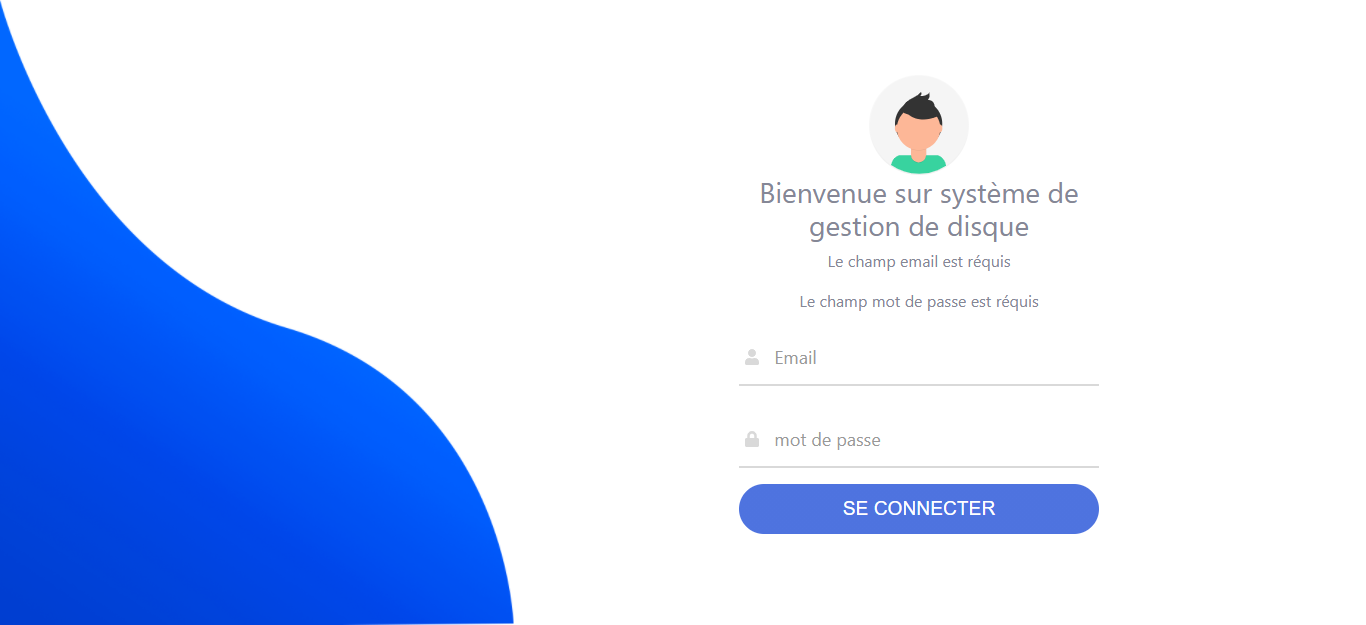 Bienvenue sur système de
gestion de disque
Le champ email est réquis
Le champ mot de passe est réquis
Email
mot de passe
SE CONNECTER